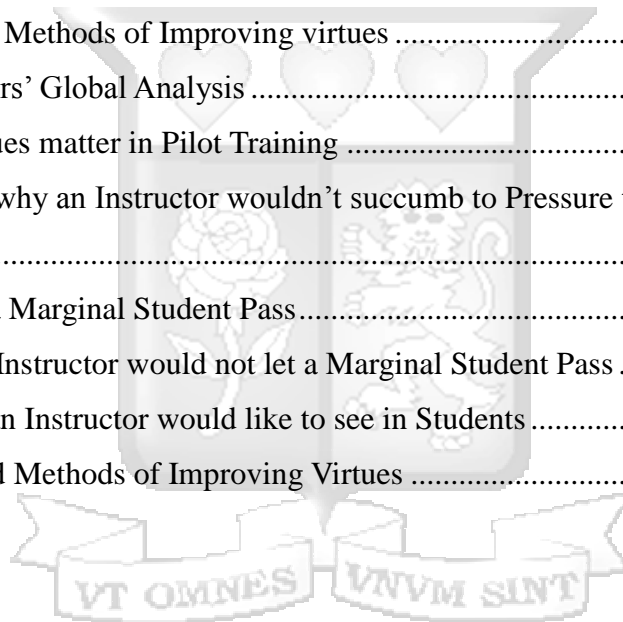 Methods of Improving virtues ..............................
rs' Global Analysis ..................................................
ues matter in Pilot Training .....................................
why an Instructor wouldn't succumb to Pressure
.....................................................................................
Marginal Student Pass...........................................
Instructor would not let a Marginal Student Pass .
n Instructor would like to see in Students ............
d Methods of Improving Virtues ............................
VT OMNES VNVM SINT